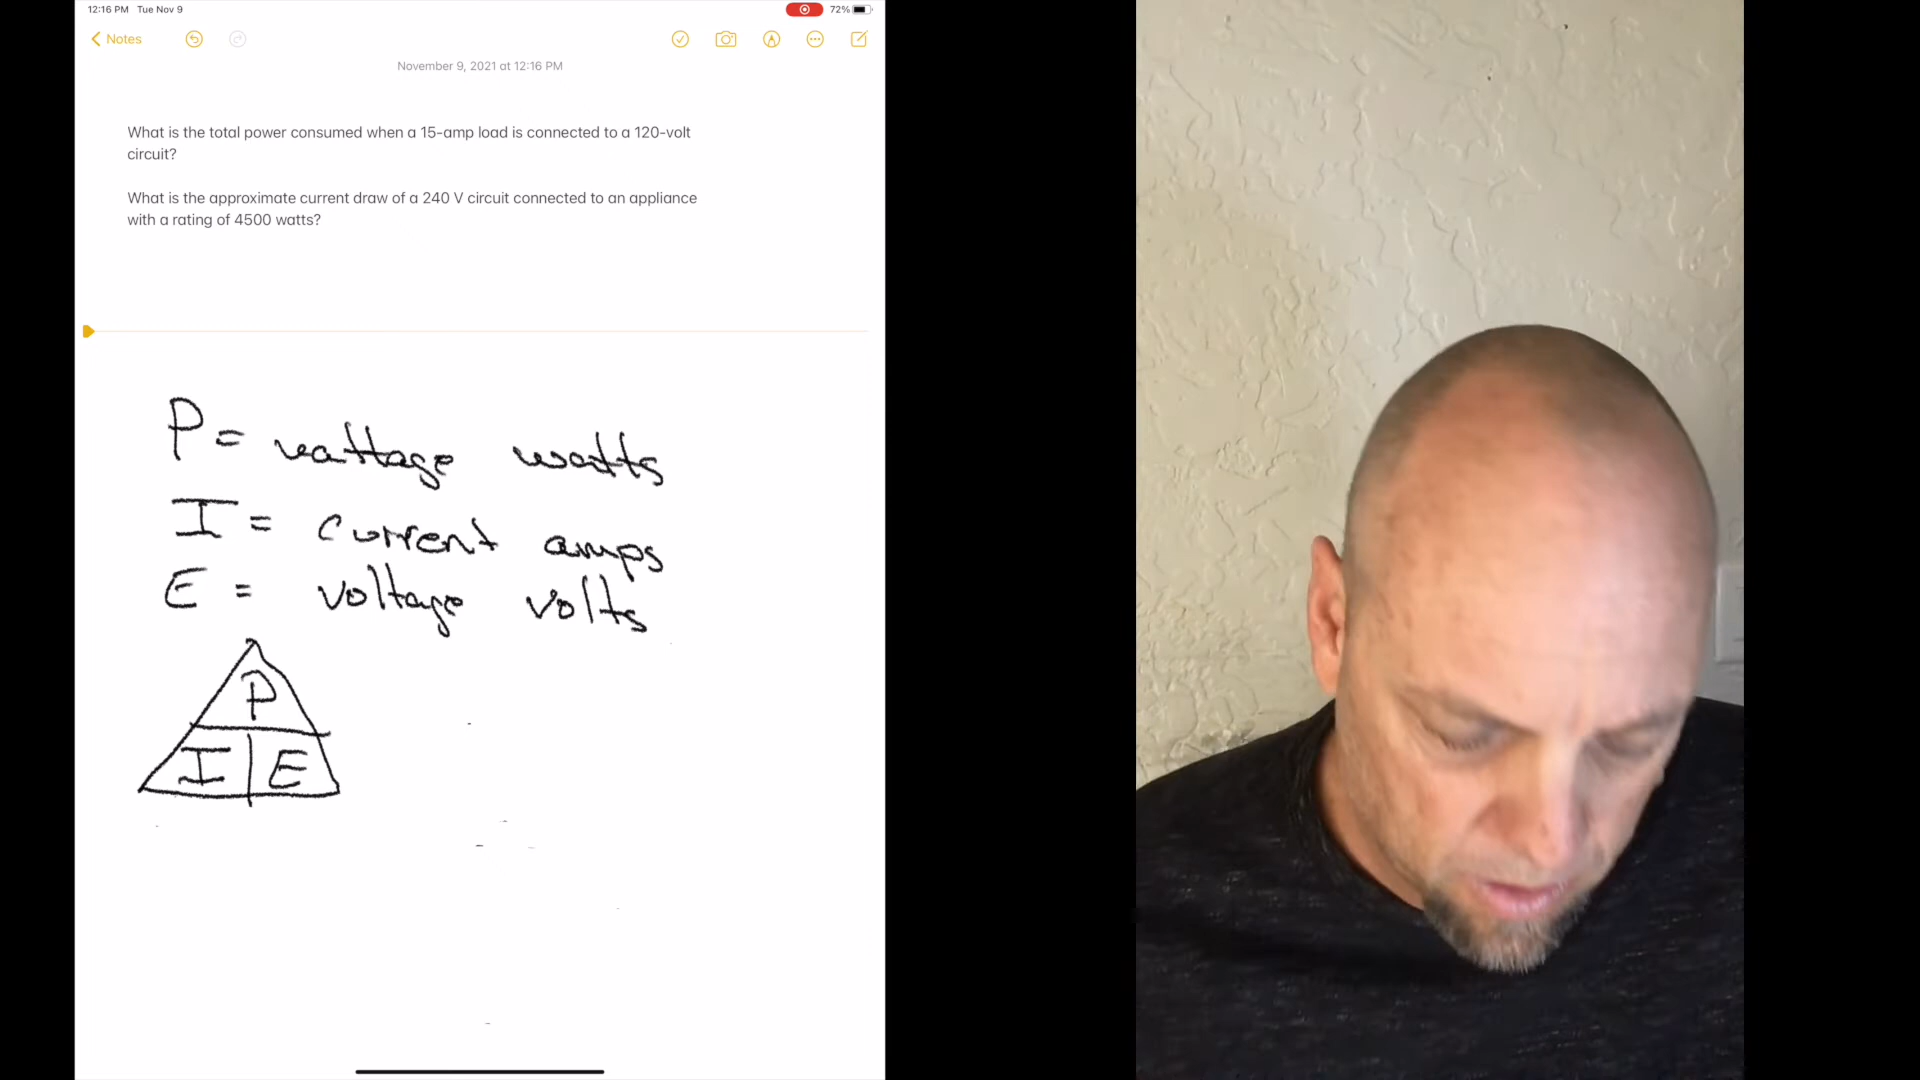 12:16 PM Tue Nov 9
72%
Notes
November 9, 2021 at 12:16 PM
What is the total power consumed when a 15-amp load is connected to a 120-volt
circuit?
What is the approximate current draw of a 240 V circuit connected to an appliance
with a rating of 4500 watts?
P = wattage watts
I = current amps
E = voltage volts
P
I E